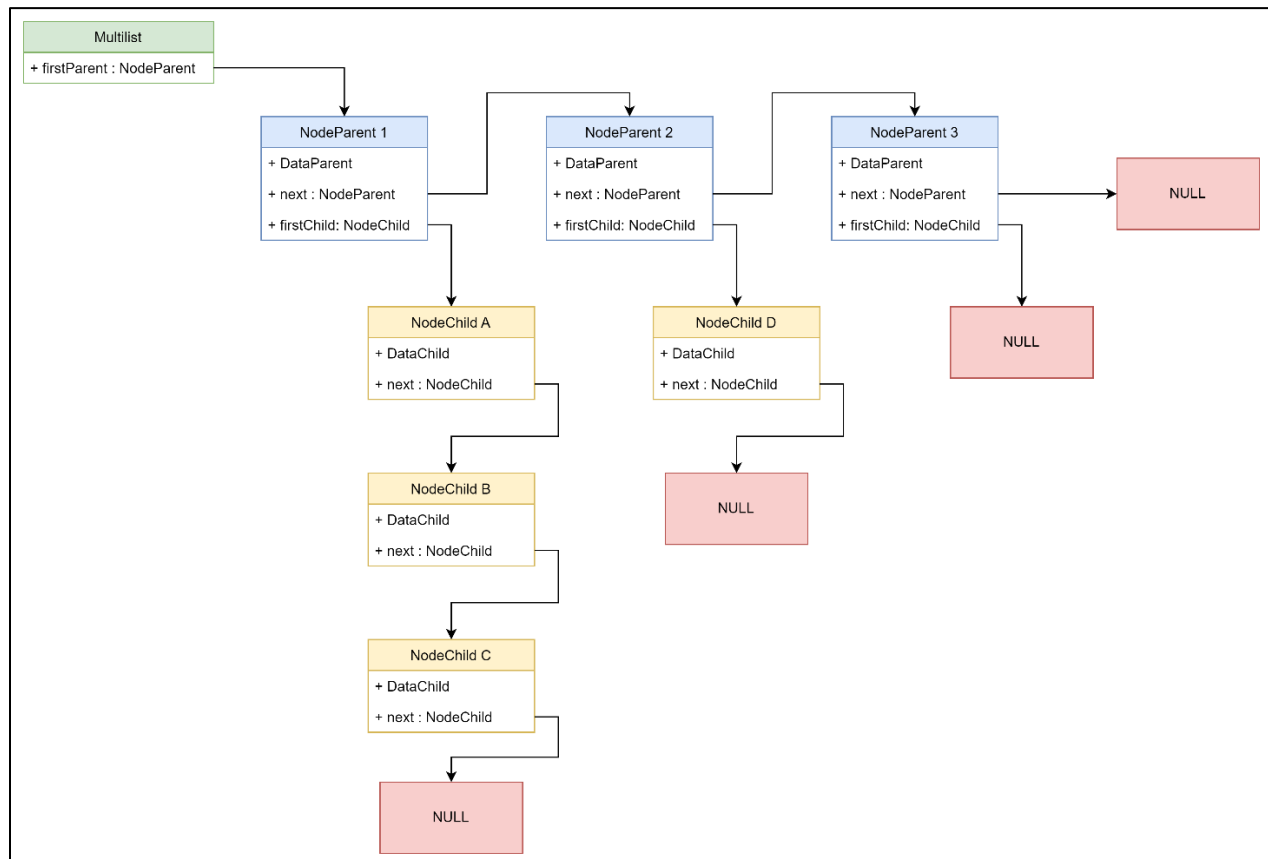 Multilist
+ firstParent : NodeParent
NodeParent 1
+ DataParent
+ next : NodeParent
+ firstChild: NodeChild
NodeParent 2
+ DataParent
+ next : NodeParent
+ firstChild: NodeChild
NodeParent 3
+ DataParent
+ next : NodeParent
+ firstChild: NodeChild
NULL
NodeChild A
+ DataChild
+ next : NodeChild
NodeChild D
+ DataChild
+ next : NodeChild
NULL
NodeChild B
+ DataChild
+ next : NodeChild
NULL
NodeChild C
+ DataChild
+ next : NodeChild
NULL